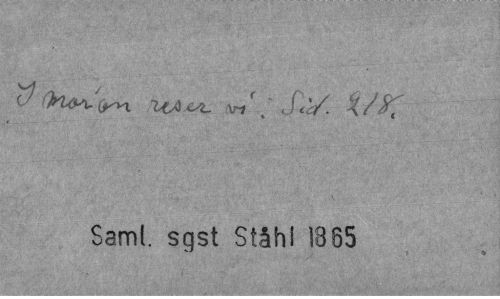 I mor'on reser vi. Sid. 218.
Saml. sgst Ståhl 1865